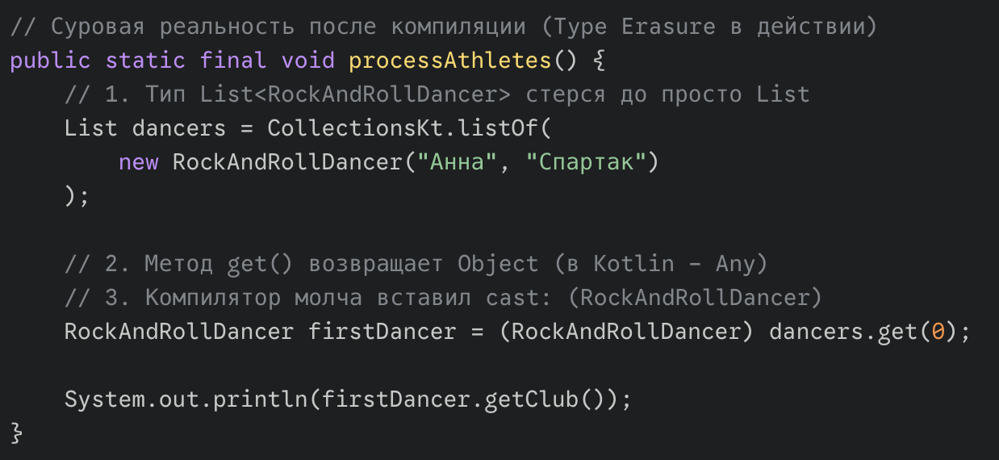 // Суровая реальность после компиляции (Type Erasure в действии)
public static final void processAthletes() {
// 1. Тип List<RockAndRollDancer> стерся до просто List
List dancers = CollectionsKt.listOf(
new RockAndRollDancer("Анна", "Спартак")
);
// 2. Метод get() возвращает Object (в Kotlin – Any)
// 3. Компилятор молча вставил cast: (RockAndRollDancer)
RockAndRollDancer firstDancer = (RockAndRollDancer) dancers.get(0);
System.out.println(firstDancer.getClub());
}